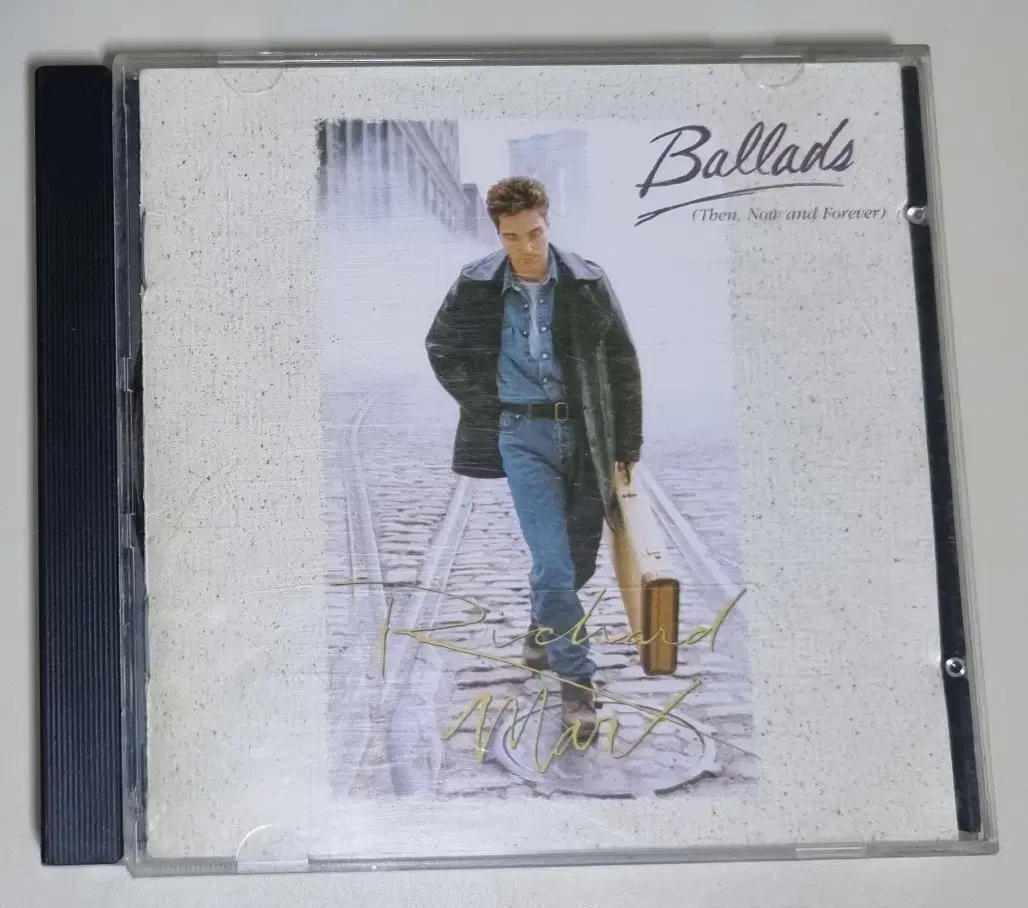 Ballads
(Then, Now and Forever)
Richard
Marx